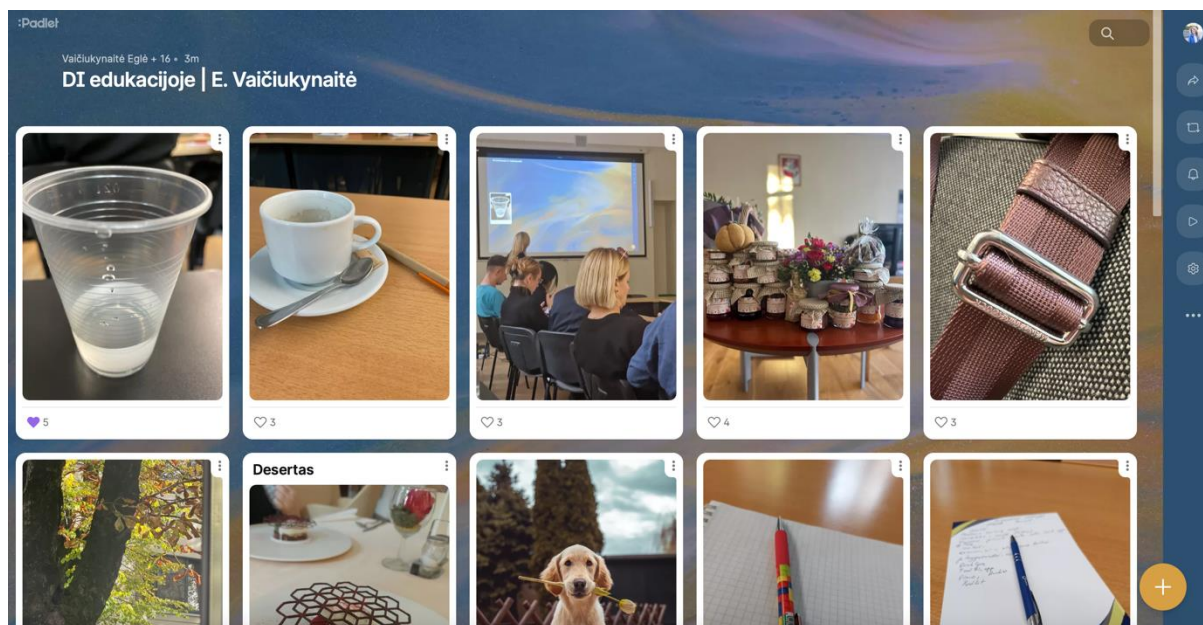 :Padlet
Vaičiukynaitė Eglė + 16 • 3m
DI edukacijoje | E. Vaičiukynaitė
5
3
3
4
3
Desertas